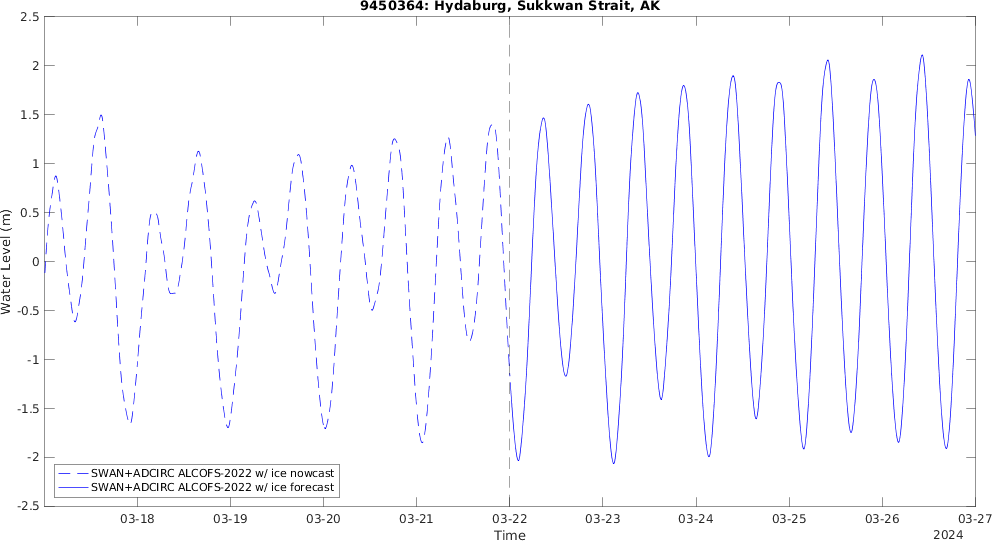 9450364: Hydaburg, Sukkwan Strait, AK
2.5
2
1.5
1
0.5
0
-0.5
-1
-1.5
-2
-2.5
Water Level (m)
SWAN+ADCIRC ALCOFS-2022 w/ ice nowcast
SWAN+ADCIRC ALCOFS-2022 w/ ice forecast
03-18 03-19 03-20 03-21 03-22 03-23 03-24 03-25 03-26 03-27
Time
2024